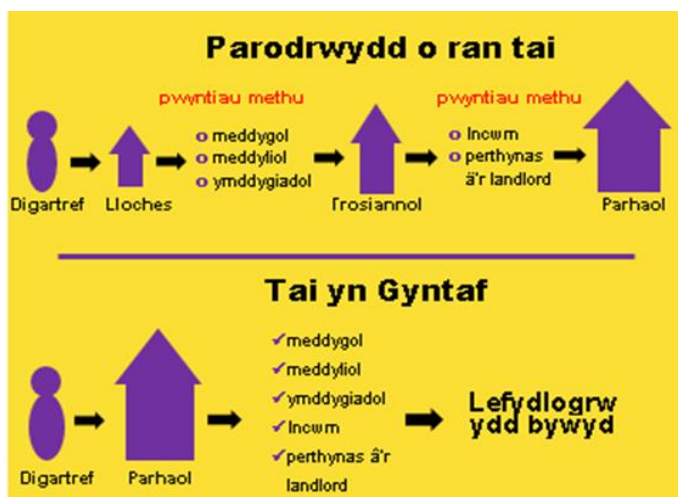 Parodrwydd o ran tai
pwyntiau methu
pwyntiau methu
meddygol
meddyliol
ymddygiadol
Incwm
perthynas
â'r landlord
Digartref
Lloches
Trosiannol
Parhaol
Tai yn Gyntaf
meddygol
meddyliol
ymddygiadol
Incwm
perthynas â'r
landlord
Lefydlogrw
ydd bywyd
Digartref
Parhaol